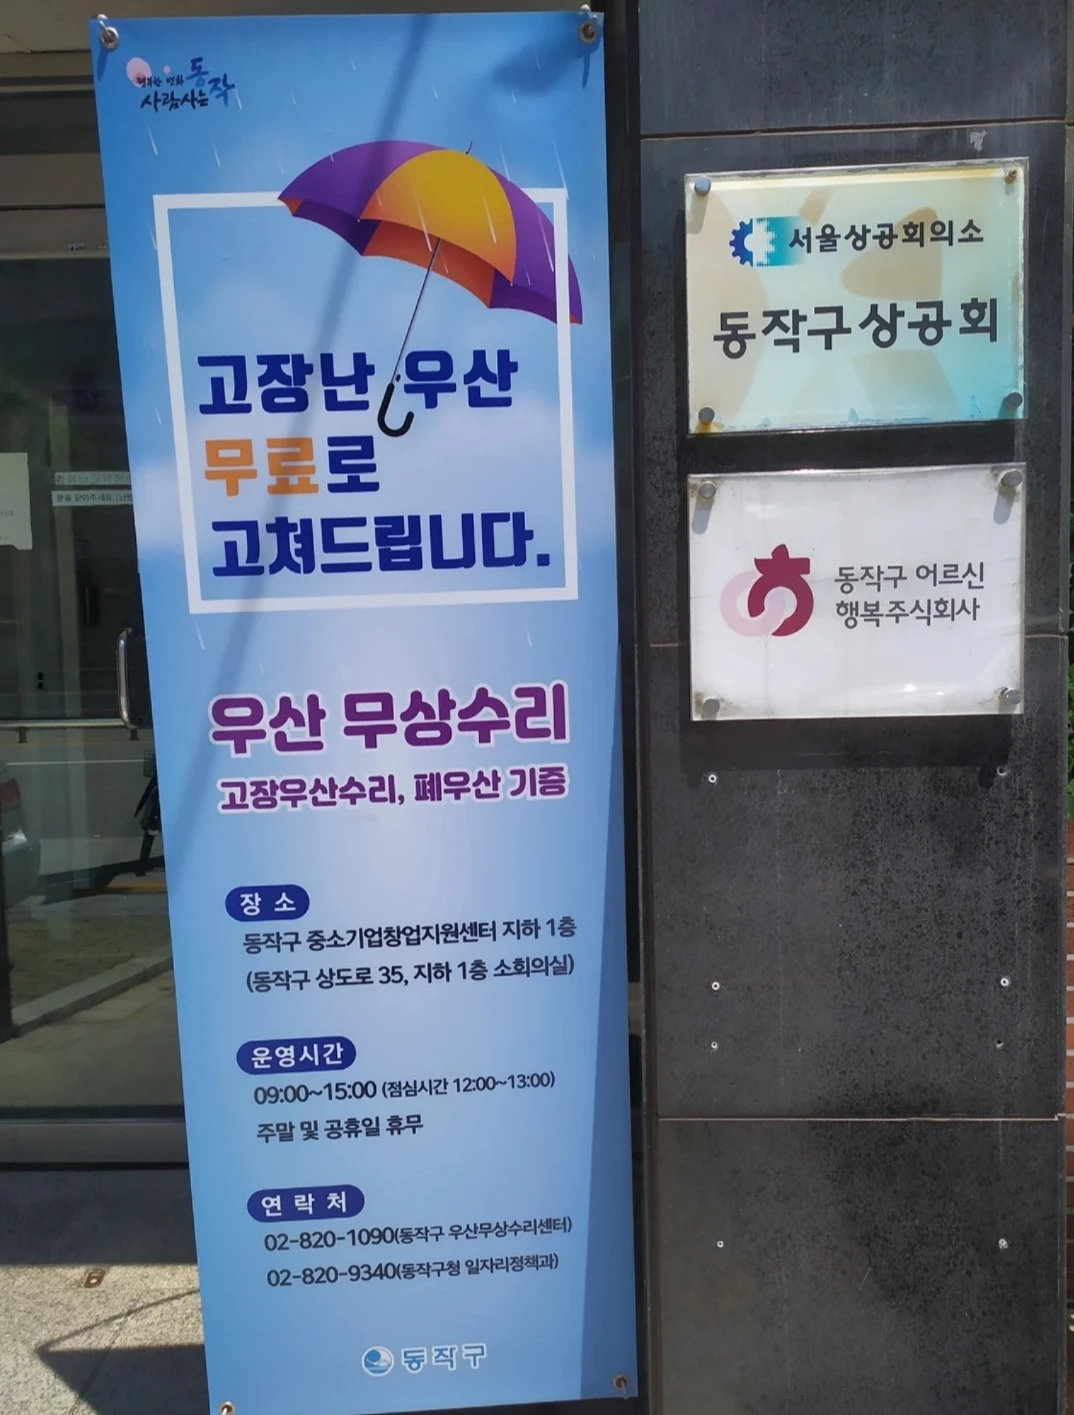 행복한 변화
사람사는 동작
고장난 우산
무료로
고쳐드립니다.
우산 무상수리
고장우산수리, 폐우산 기증
장 소
동작구 중소기업창업지원센터 지하 1층
(동작구 상도로 35, 지하 1층 소회의실)
운영시간
09:00~15:00 (점심시간 12:00~13:00)
주말 및 공휴일 휴무
연 락 처
02-820-1090(동작구 우산무상수리센터)
02-820-9340(동작구청 일자리정책과)
동작구
서울상공회의소
동작구상공회
동작구 어르신
행복주식회사